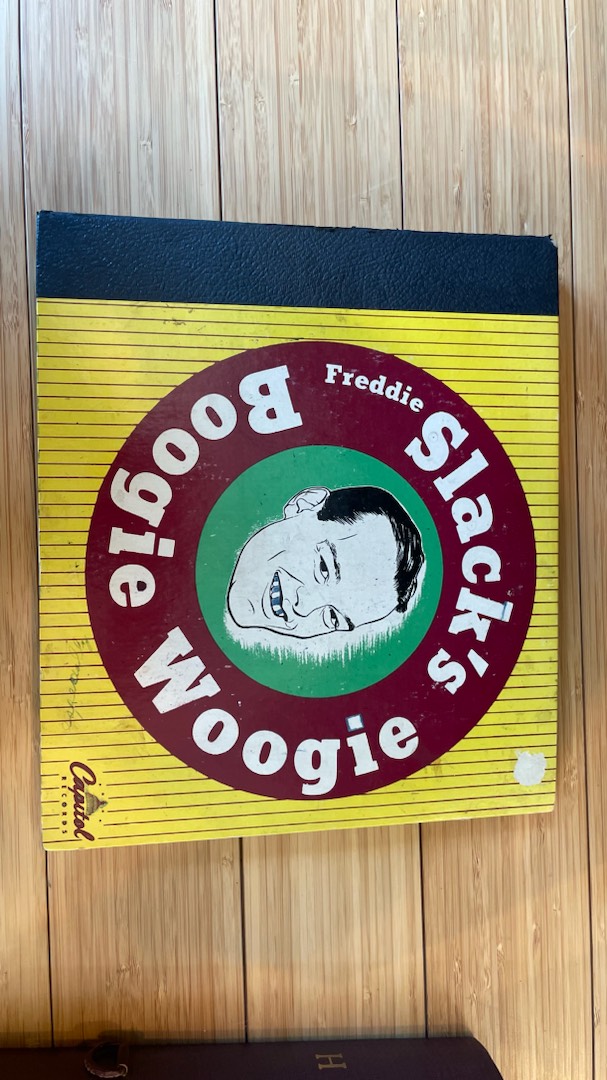 Freddie
Slack's
Boogie
Woogie
Capitol
RECORDS
H